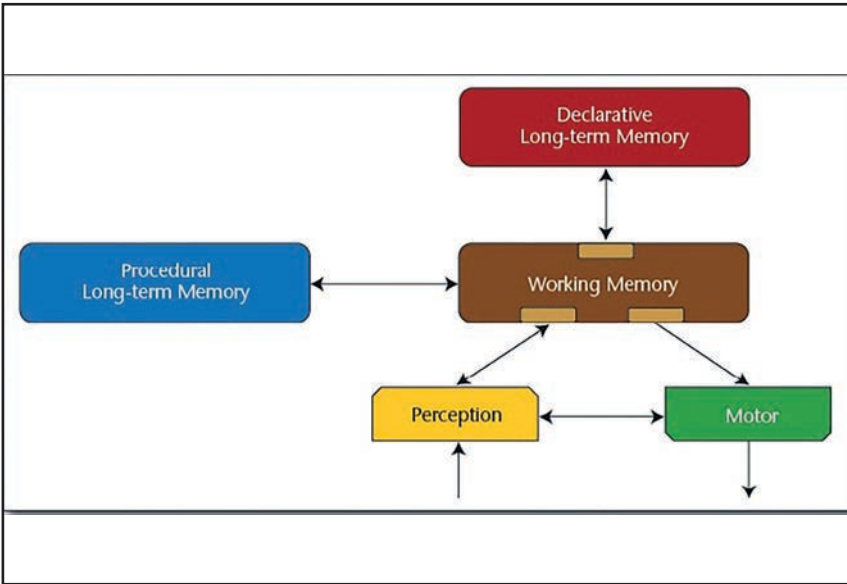 Declarative
Long-term Memory
Procedural
Long-term Memory
Working Memory
Perception
Motor